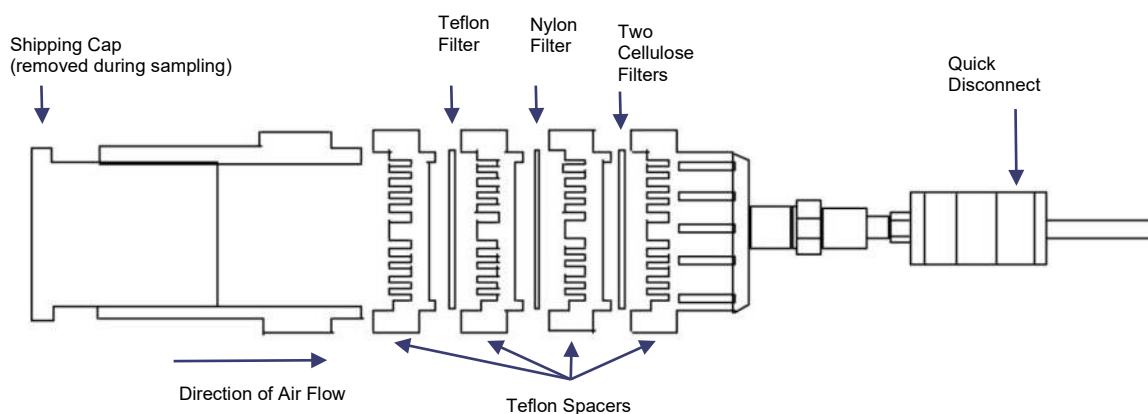 Shipping Cap
(removed during sampling)
Teflon
Filter
Nylon
Filter
Two
Cellulose
Filters
Quick
Disconnect
Direction of Air Flow
Teflon Spacers